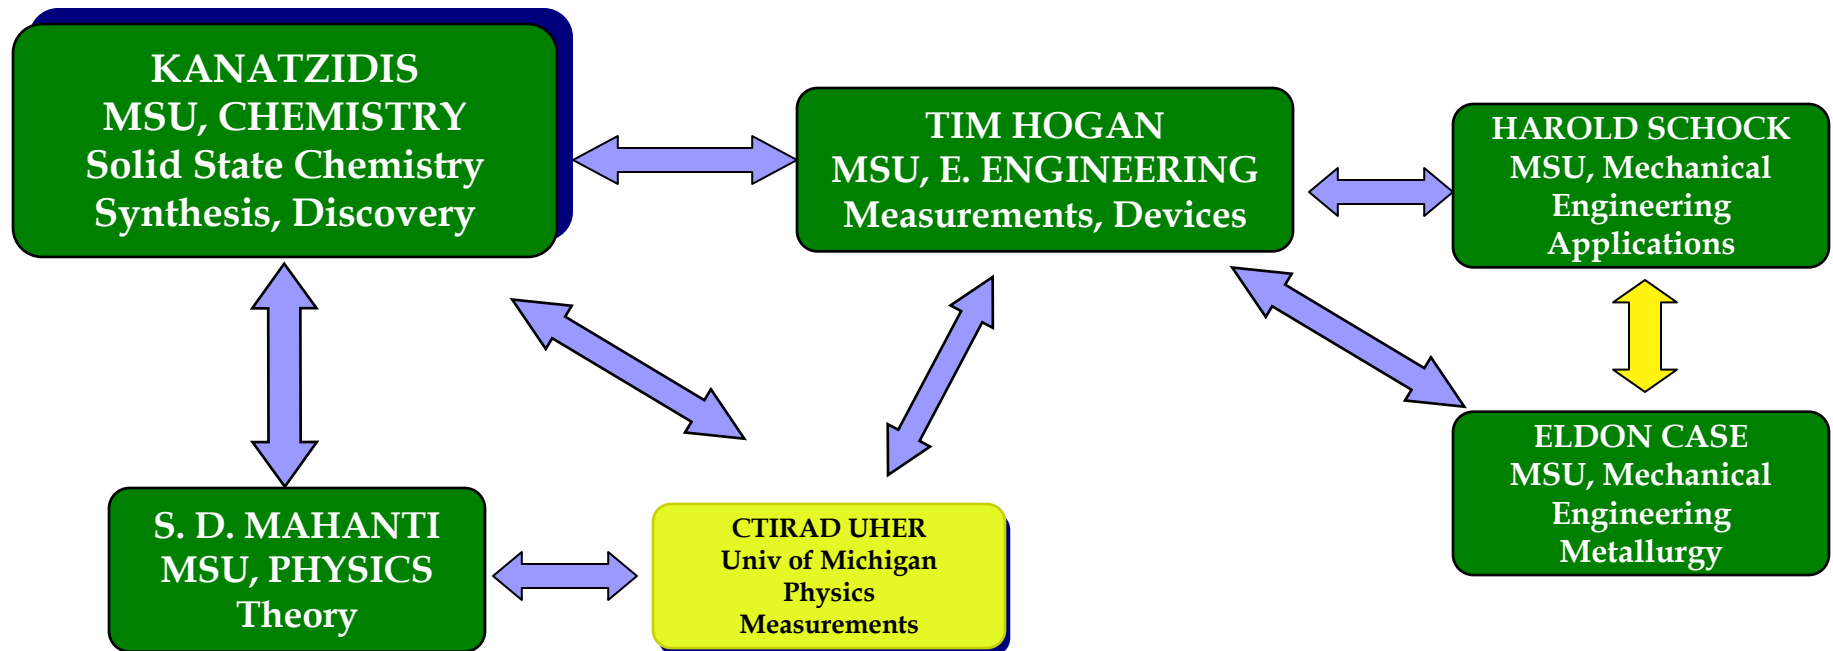 KANATZIDIS
MSU, CHEMISTRY
Solid State Chemistry
Synthesis, Discovery
TIM HOGAN
MSU, E. ENGINEERING
Measurements, Devices
HAROLD SCHOCK
MSU, Mechanical
Engineering
Applications
S. D. MAHANTI
MSU, PHYSICS
Theory
CTIRAD UHER
Univ of Michigan
Physics
Measurements
ELDON CASE
MSU, Mechanical
Engineering
Metallurgy